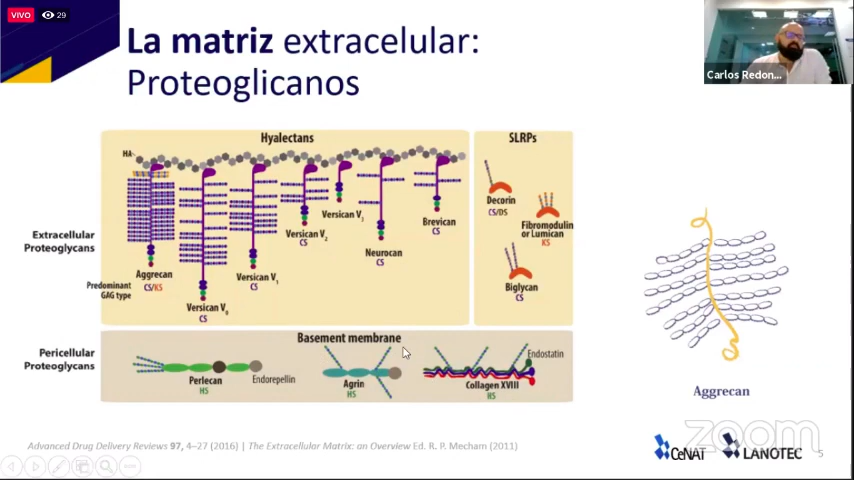 VIVO 29
La matriz extracelular:
Proteoglicanos
Carlos Redon...
Hyalectans
SLRPs
HA
Extracellular
Proteoglycans
Predominant
GAG type
Aggrecan
CS/KS
Versican V0
CS
Versican V1
CS
Versican V2
CS
Versican V3
Neurocan
CS
Brevican
CS
Decorin
CS/DS
Fibromodulin
or Lumican
KS
Biglycan
CS
Aggrecan
Basement membrane
Pericellular
Proteoglycans
Perlecan
HS
Endorepellin
Agrin
HS
Collagen XVIII
HS
Endostatin
Advanced Drug Delivery Reviews 97, 4–27 (2016) | The Extracellular Matrix: an Overview Ed. R. P. Mecham (2011)
zoom
CeNAT LANOTEC 5